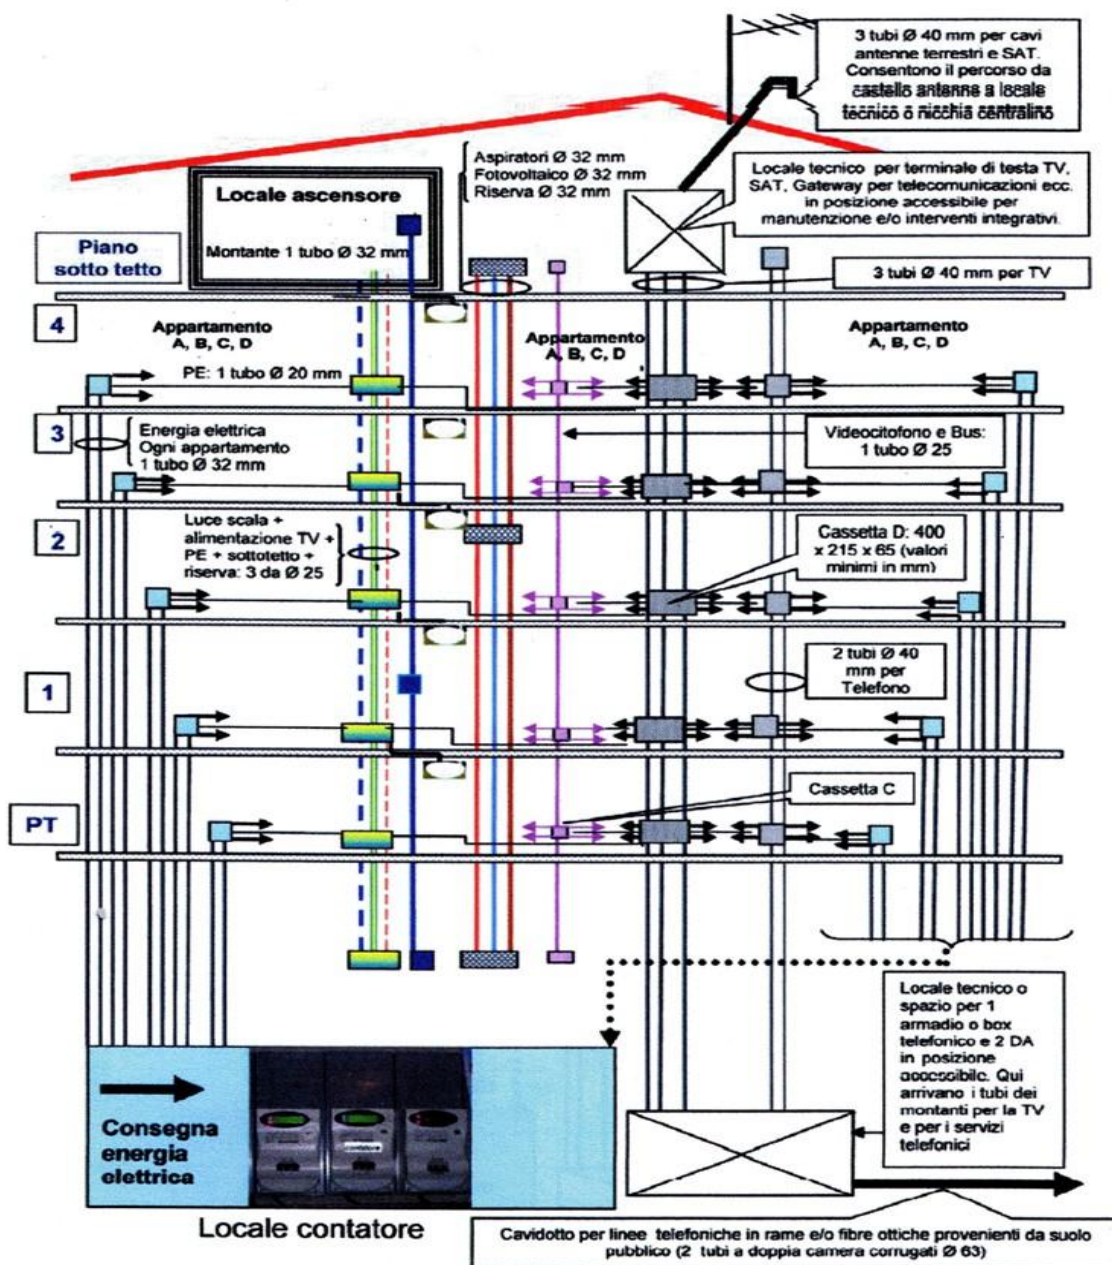 3 tubi Ø 40 mm per cavi
antenne terrestri e SAT.
Consentono il percorso da
castello antenna a locale
tecnico o nicchia centralino
Aspiratori Ø 32 mm
Fotovoltaico Ø 32 mm
Riserva Ø 32 mm
Locale tecnico per terminale di testa TV,
SAT, Gateway per telecomunicazioni ecc.
in posizione accessibile per
manutenzione e/o interventi integrativi.
Locale ascensore
Montante 1 tubo Ø 32 mm
Piano
sotto tetto
3 tubi Ø 40 mm per TV
4
Appartamento
A, B, C, D
Appartamento
A, B, C, D
Appartamento
A, B, C, D
PE: 1 tubo Ø 20 mm
3
Energia elettrica
Ogni appartamento
1 tubo Ø 32 mm
Videocitofono e Bus:
1 tubo Ø 25
2
Luce scala +
alimentazione TV +
PE + sottotetto +
riserva: 3 da Ø 25
Cassetta D: 400
x 215 x 65 (valori
minimi in mm)
1
2 tubi Ø 40
mm per
Telefono
PT
Cassetta C
Locale tecnico o
spazio per 1
armadio o box
telefonico e 2 DA
in posizione
accessibile. Qui
arrivano i tubi dei
montanti per la TV
e per i servizi
telefonici
Consegna
energia
elettrica
contatore
Locale contatore
Cavidotto per linee telefoniche in rame e/o fibre ottiche provenienti da suolo
pubblico (2 tubi a doppia camera corrugati Ø 63)